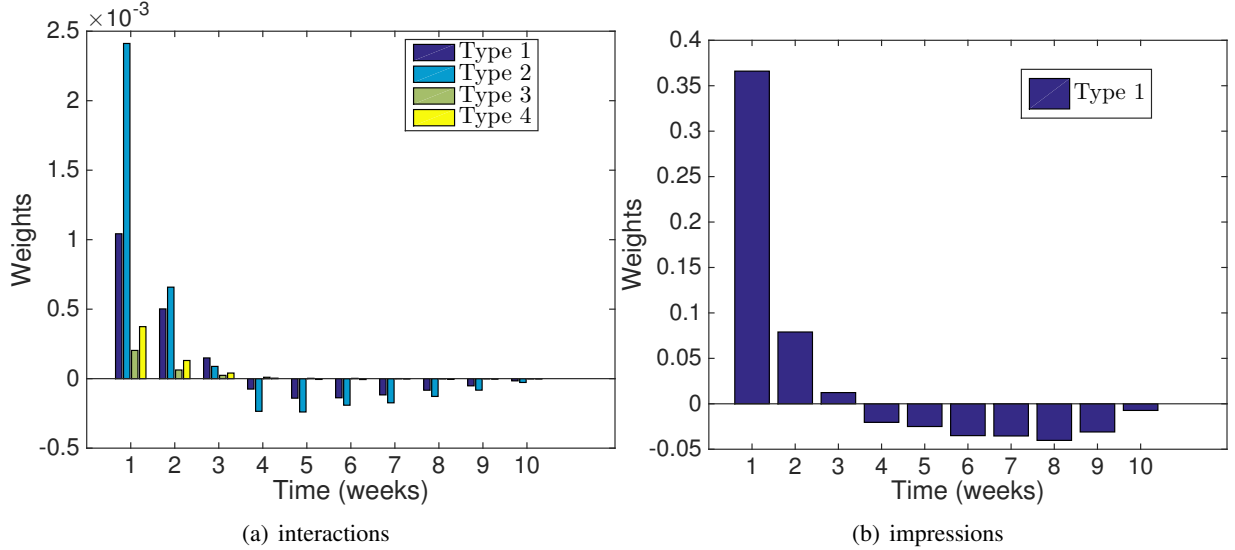 ×10⁻³
2.5
2
1.5
1
0.5
0
-0.5
Weights
Type 1
Type 2
Type 3
Type 4
1 2 3 4 5 6 7 8 9 10
Time (weeks)
(a) interactions
0.4
0.35
0.3
0.25
0.2
0.15
0.1
0.05
0
-0.05
Weights
Type 1
1 2 3 4 5 6 7 8 9 10
Time (weeks)
(b) impressions